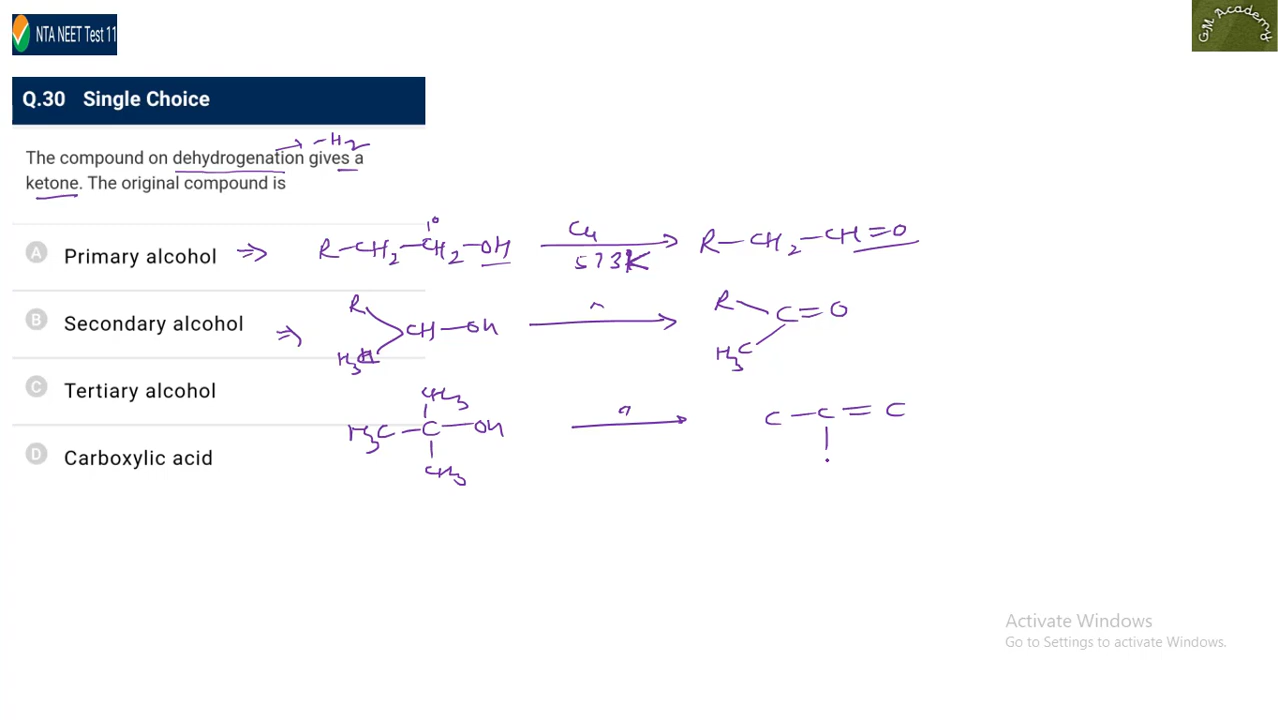 NTA NEET Test 11
GM Academy
Q.30 Single Choice
→ -H2
The compound on dehydrogenation gives a
ketone. The original compound is
A Primary alcohol ⇒ R-CH2-CH2-OH 1° Cu 573K → R-CH2-CH=O
B Secondary alcohol ⇒ R H3C CH-OH → R H3C C=O
C Tertiary alcohol
CH3
H3C-C-OH → C-C=C
CH3
D Carboxylic acid
Activate Windows
Go to Settings to activate Windows.